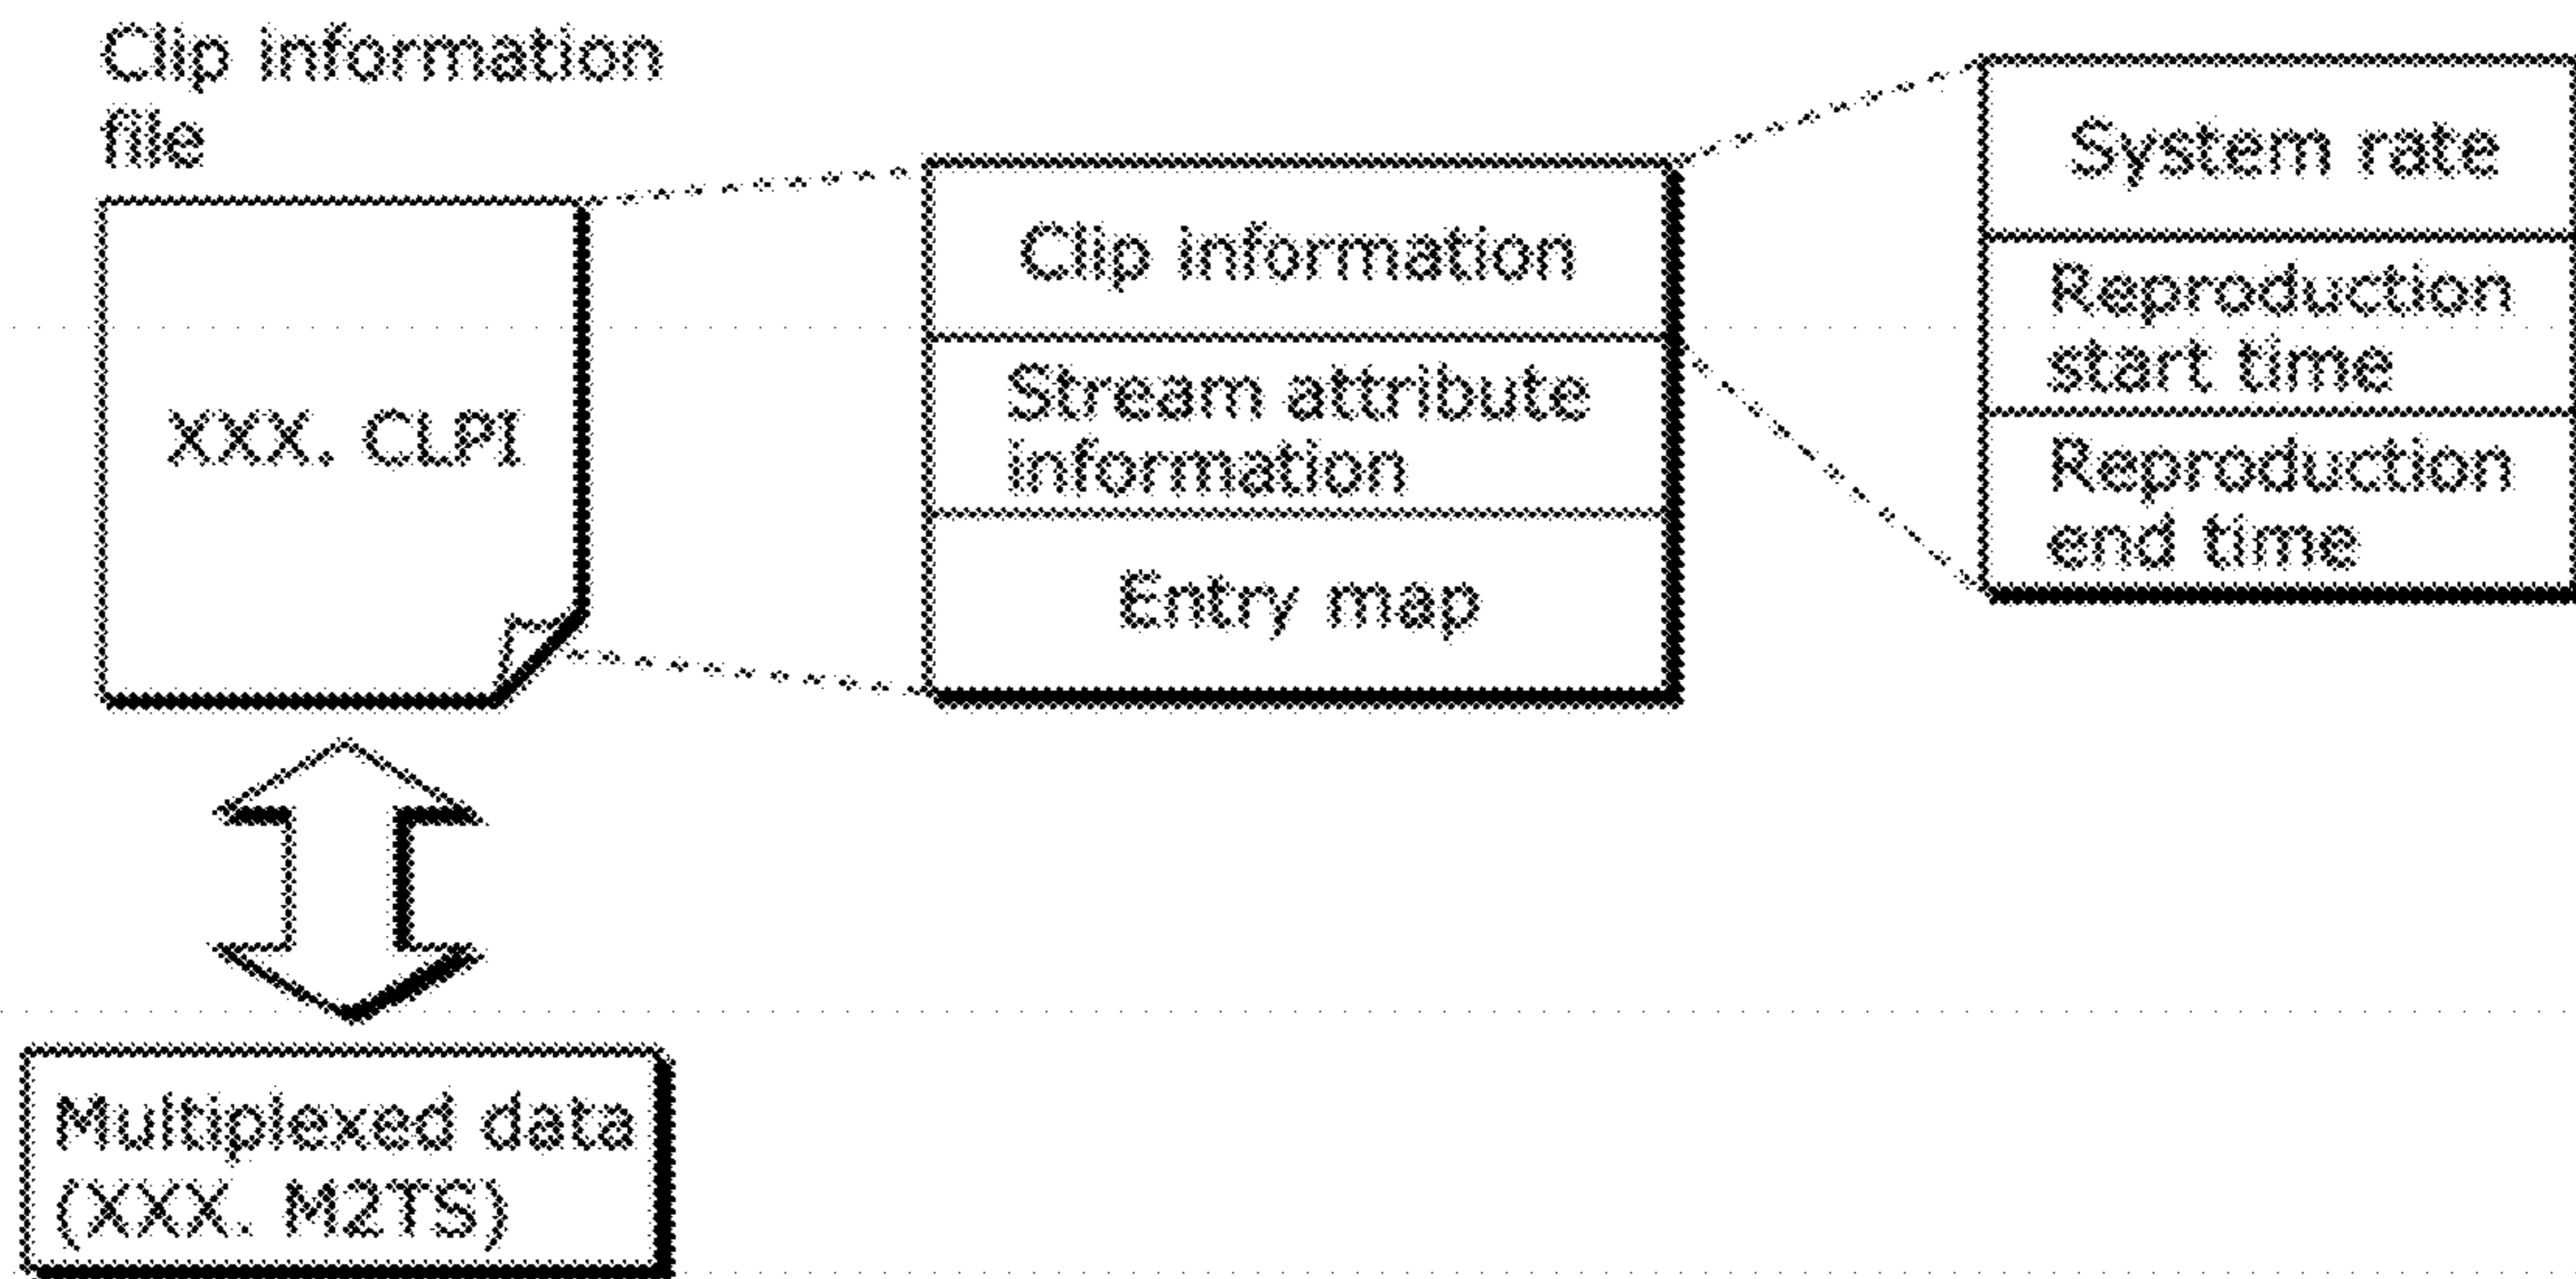 Clip information
file
XXX. CLPI
Clip information
Stream attribute
information
Entry map
System rate
Reproduction
start time
Reproduction
end time
Multiplexed data
(XXX. M2TS)